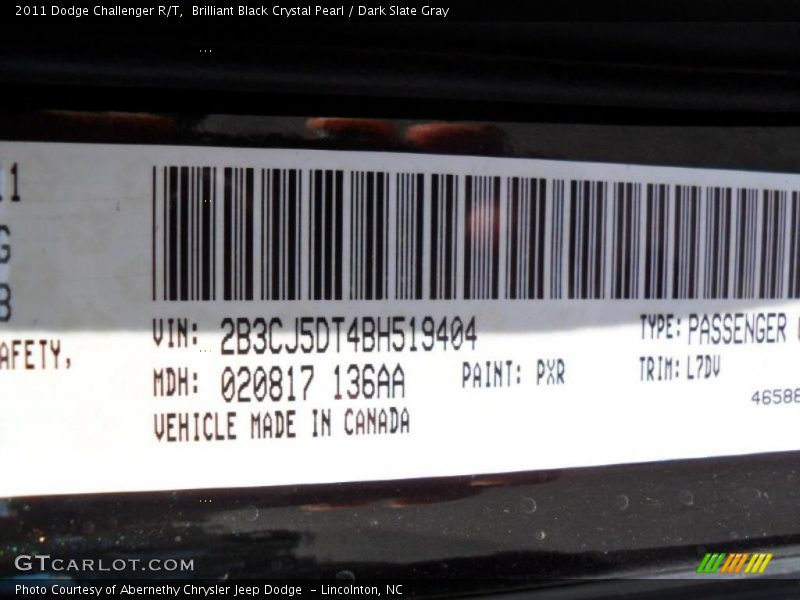 2011 Dodge Challenger R/T, Brilliant Black Crystal Pearl / Dark Slate Gray
11
G
B
AFETY,
VIN: 2B3CJ5DT4BH519404 TYPE: PASSENGER
MDH: 020817 136AA PAINT: PXR TRIM: L7DV
VEHICLE MADE IN CANADA
46588
GTCARLOT.COM
Photo Courtesy of Abernethy Chrysler Jeep Dodge - Lincolnton, NC